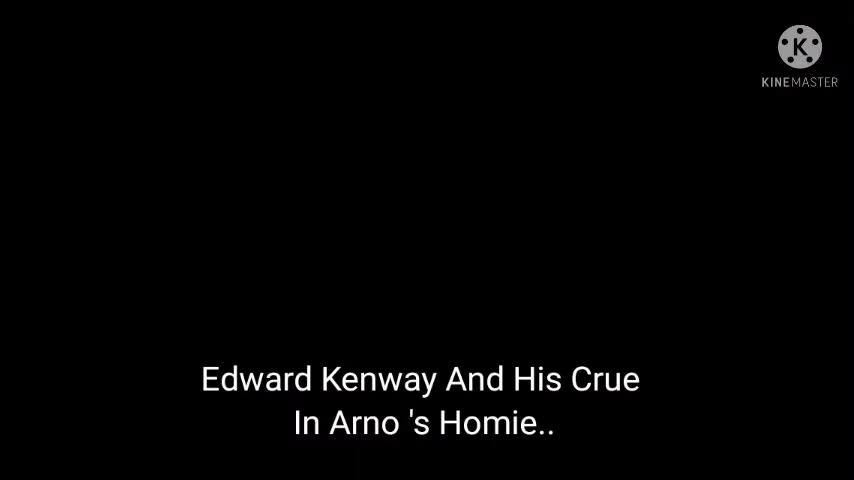 K
KINEMASTER
Edward Kenway And His Crue
In Arno 's Homie..